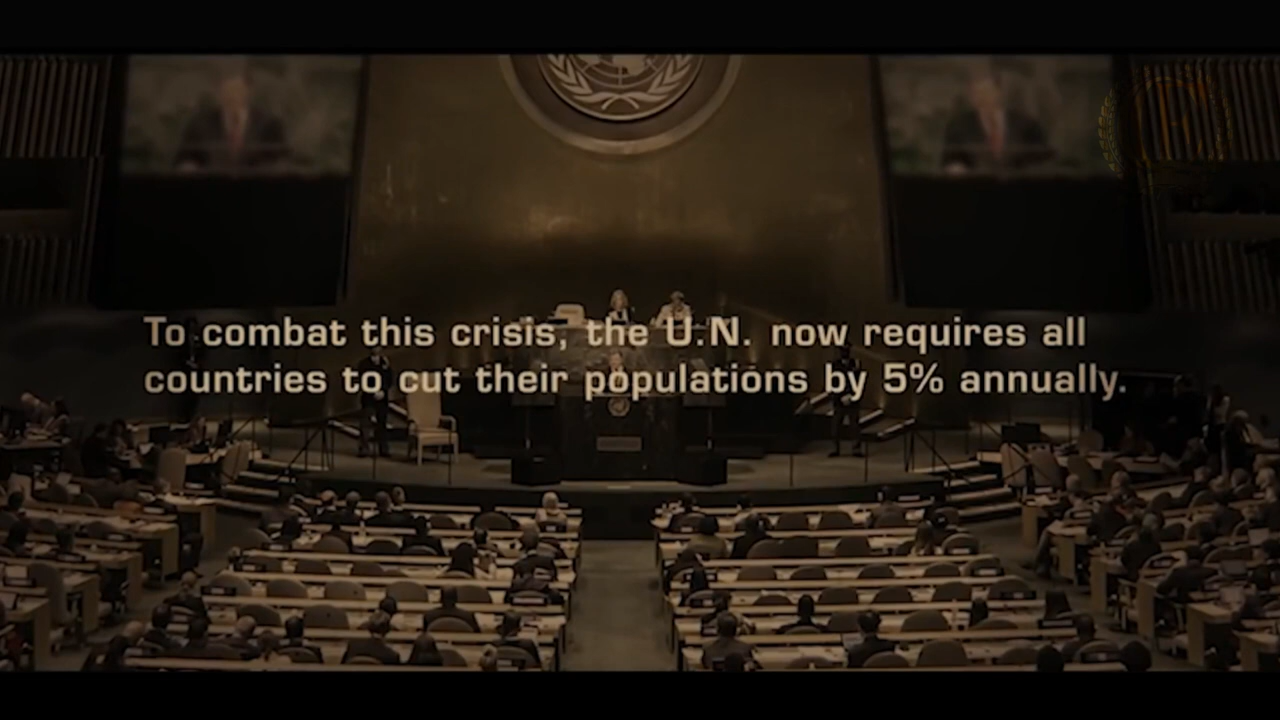 To combat this crisis, the U.N. now requires all
countries to cut their populations by 5% annually.